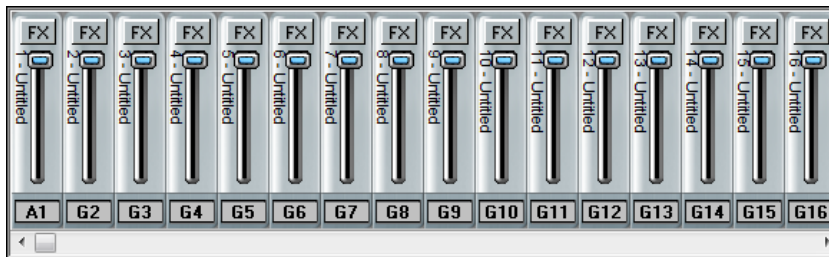 FX FX FX FX FX FX FX FX FX FX FX FX FX FX FX FX
1 - Untitled
2 - Untitled
3 - Untitled
4 - Untitled
5 - Untitled
6 - Untitled
7 - Untitled
8 - Untitled
9 - Untitled
10 - Untitled
11 - Untitled
12 - Untitled
13 - Untitled
14 - Untitled
15 - Untitled
16 - Untitled
A1 G2 G3 G4 G5 G6 G7 G8 G9 G10 G11 G12 G13 G14 G15 G16